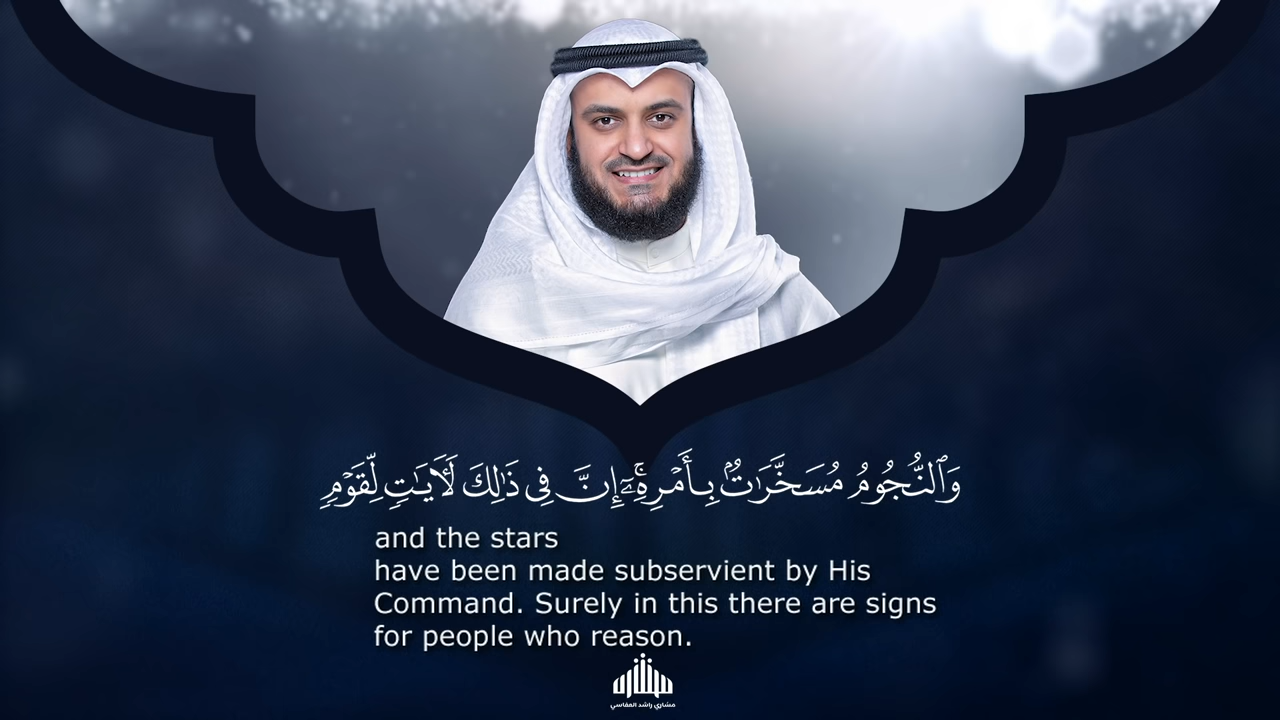 وَٱلنُّجُومُ مُسَخَّرَٰتٌۢ بِأَمْرِهِۦٓۚ إِنَّ فِى ذَٰلِكَ لَءَايَـٰتٍۢ لِّقَوْمٍۢ
and the stars
have been made subservient by His
Command. Surely in this there are signs
for people who reason.
مشاري راشد العفاسي